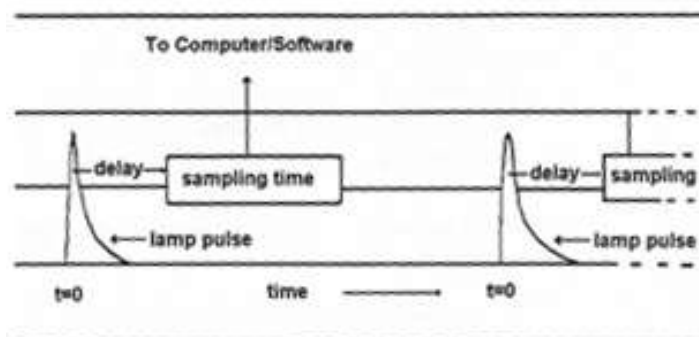 To Computer/Software
delay
sampling time
delay
sampling
lamp pulse
lamp pulse
t=0
time
t=0